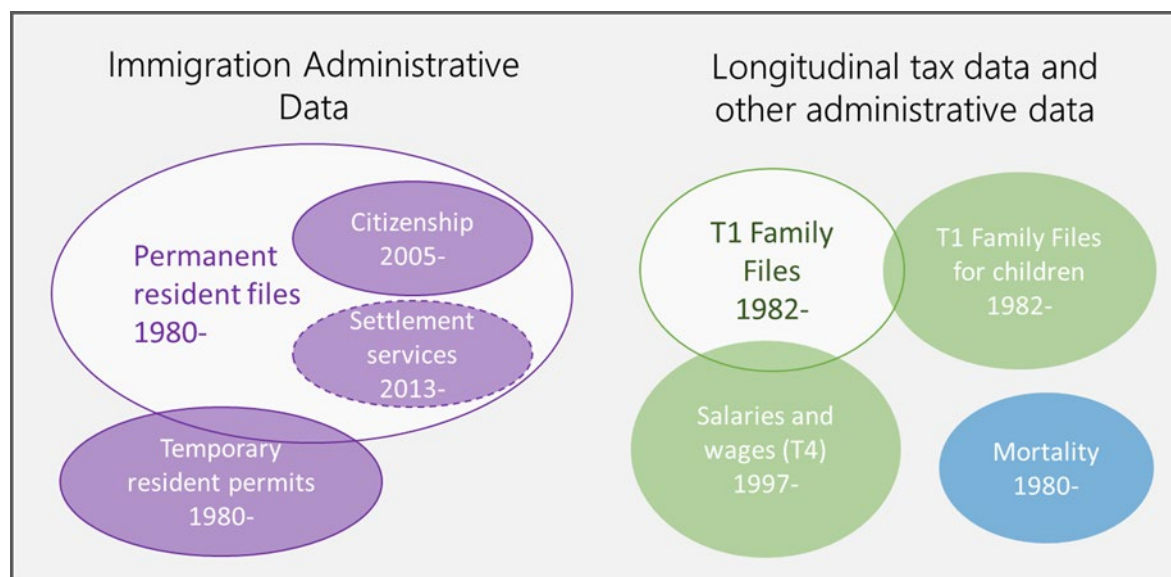 Immigration Administrative
Data
Permanent
resident files
1980-
Citizenship
2005-
Settlement
services
2013-
Temporary
resident permits
1980-
Longitudinal tax data and
other administrative data
T1 Family
Files
1982-
T1 Family Files
for children
1982-
Salaries and
wages (T4)
1997-
Mortality
1980-